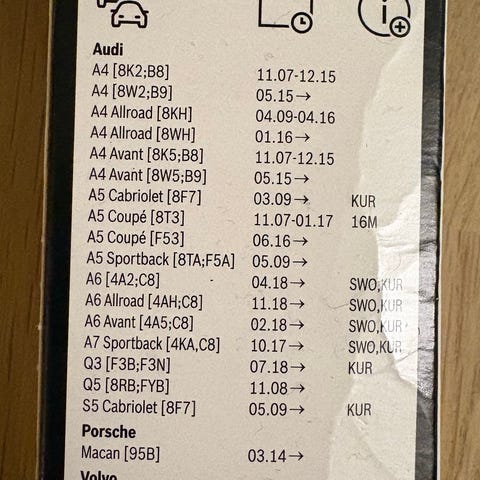 Audi
A4 [8K2;B8] 11.07-12.15
A4 [8W2;B9] 05.15→
A4 Allroad [8KH] 04.09-04.16
A4 Allroad [8WH] 01.16→
A4 Avant [8K5;B8] 11.07-12.15
A4 Avant [8W5;B9] 05.15→
A5 Cabriolet [8F7] 03.09→ KUR
A5 Coupé [8T3] 11.07-01.17 16M
A5 Coupé [F53] 06.16→
A5 Sportback [8TA;F5A] 05.09→
A6 [4A2;C8] 04.18→ SWO,KUR
A6 Allroad [4AH;C8] 11.18→ SWO,KUR
A6 Avant [4A5;C8] 02.18→ SWO,KUR
A7 Sportback [4KA,C8] 10.17→ SWO,KUR
Q3 [F3B;F3N] 07.18→ KUR
Q5 [8RB;FYB] 11.08→
S5 Cabriolet [8F7] 05.09→ KUR
Porsche
Macan [95B] 03.14→
Volvo